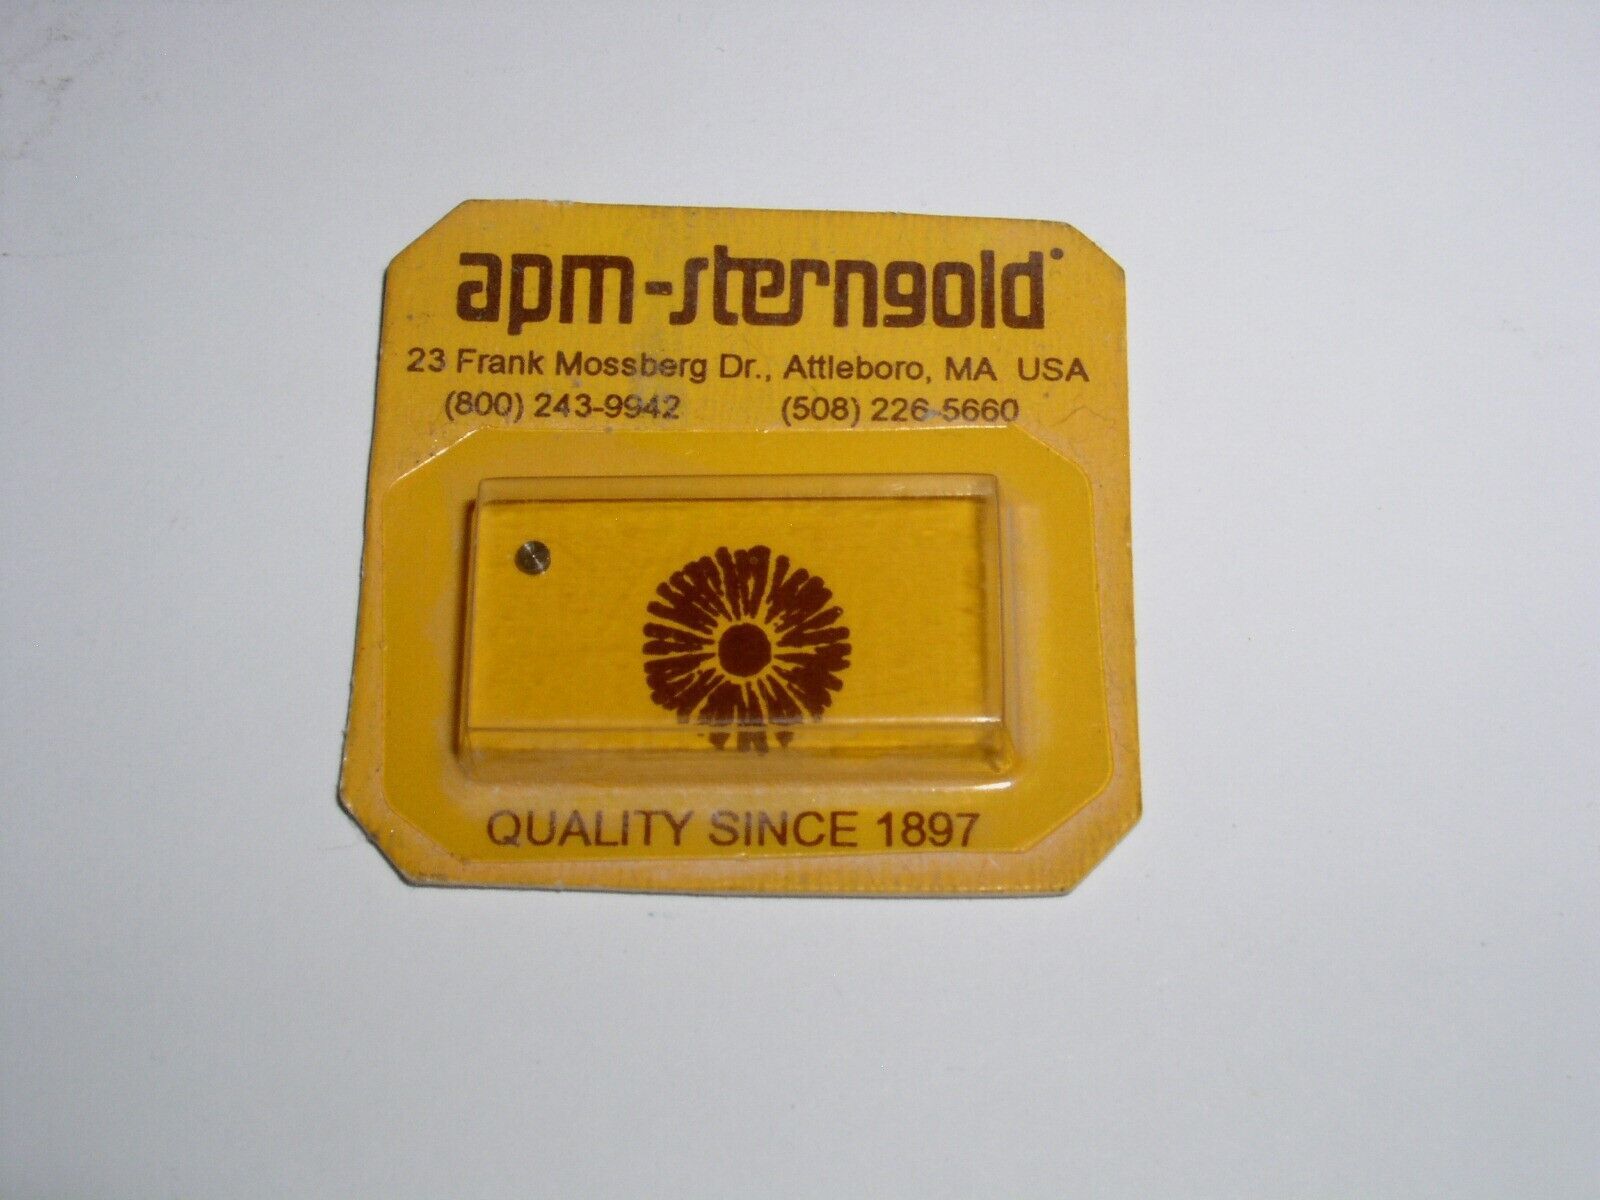 apm-sterngold
23 Frank Mossberg Dr., Attleboro, MA USA
(800) 243-9942 (508) 226-5660
QUALITY SINCE 1897